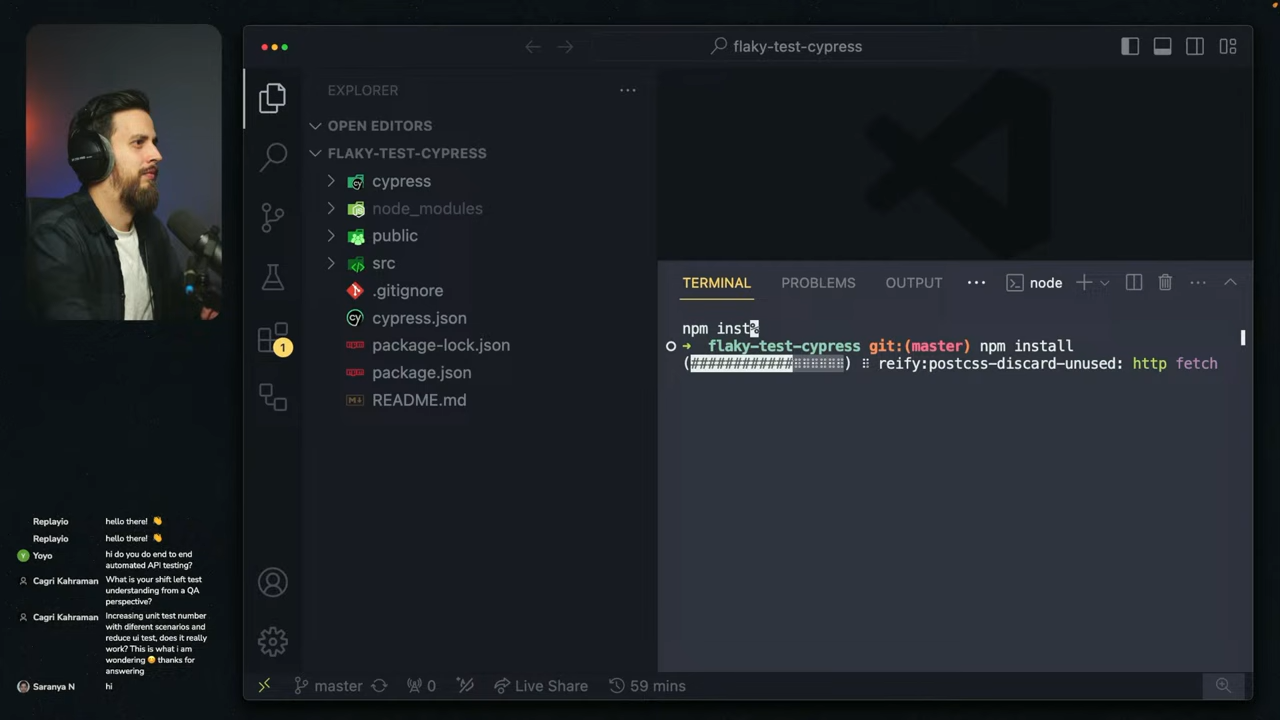 flaky-test-cypress
EXPLORER
OPEN EDITORS
FLAKY-TEST-CYPRESS
cypress
node_modules
public
src
.gitignore
cypress.json
package-lock.json
package.json
README.md
1
TERMINAL
PROBLEMS
OUTPUT
node
npm inst%
flaky-test-cypress git:(master) npm install
(############⠿⠿⠿⠿⠿⠿) ⠿ reify:postcss-discard-unused: http fetch
Replayio hello there! 👋
Replayio hello there! 👋
Y Yoyo hi do you do end to end
automated API testing?
Cagri Kahraman What is your shift left test
understanding from a QA
perspective?
Cagri Kahraman Increasing unit test number
with diferent scenarios and
reduce ui test, does it really
work? This is what i am
wondering 😊 thanks for
answering
Saranya N hi
master
0
Live Share
59 mins